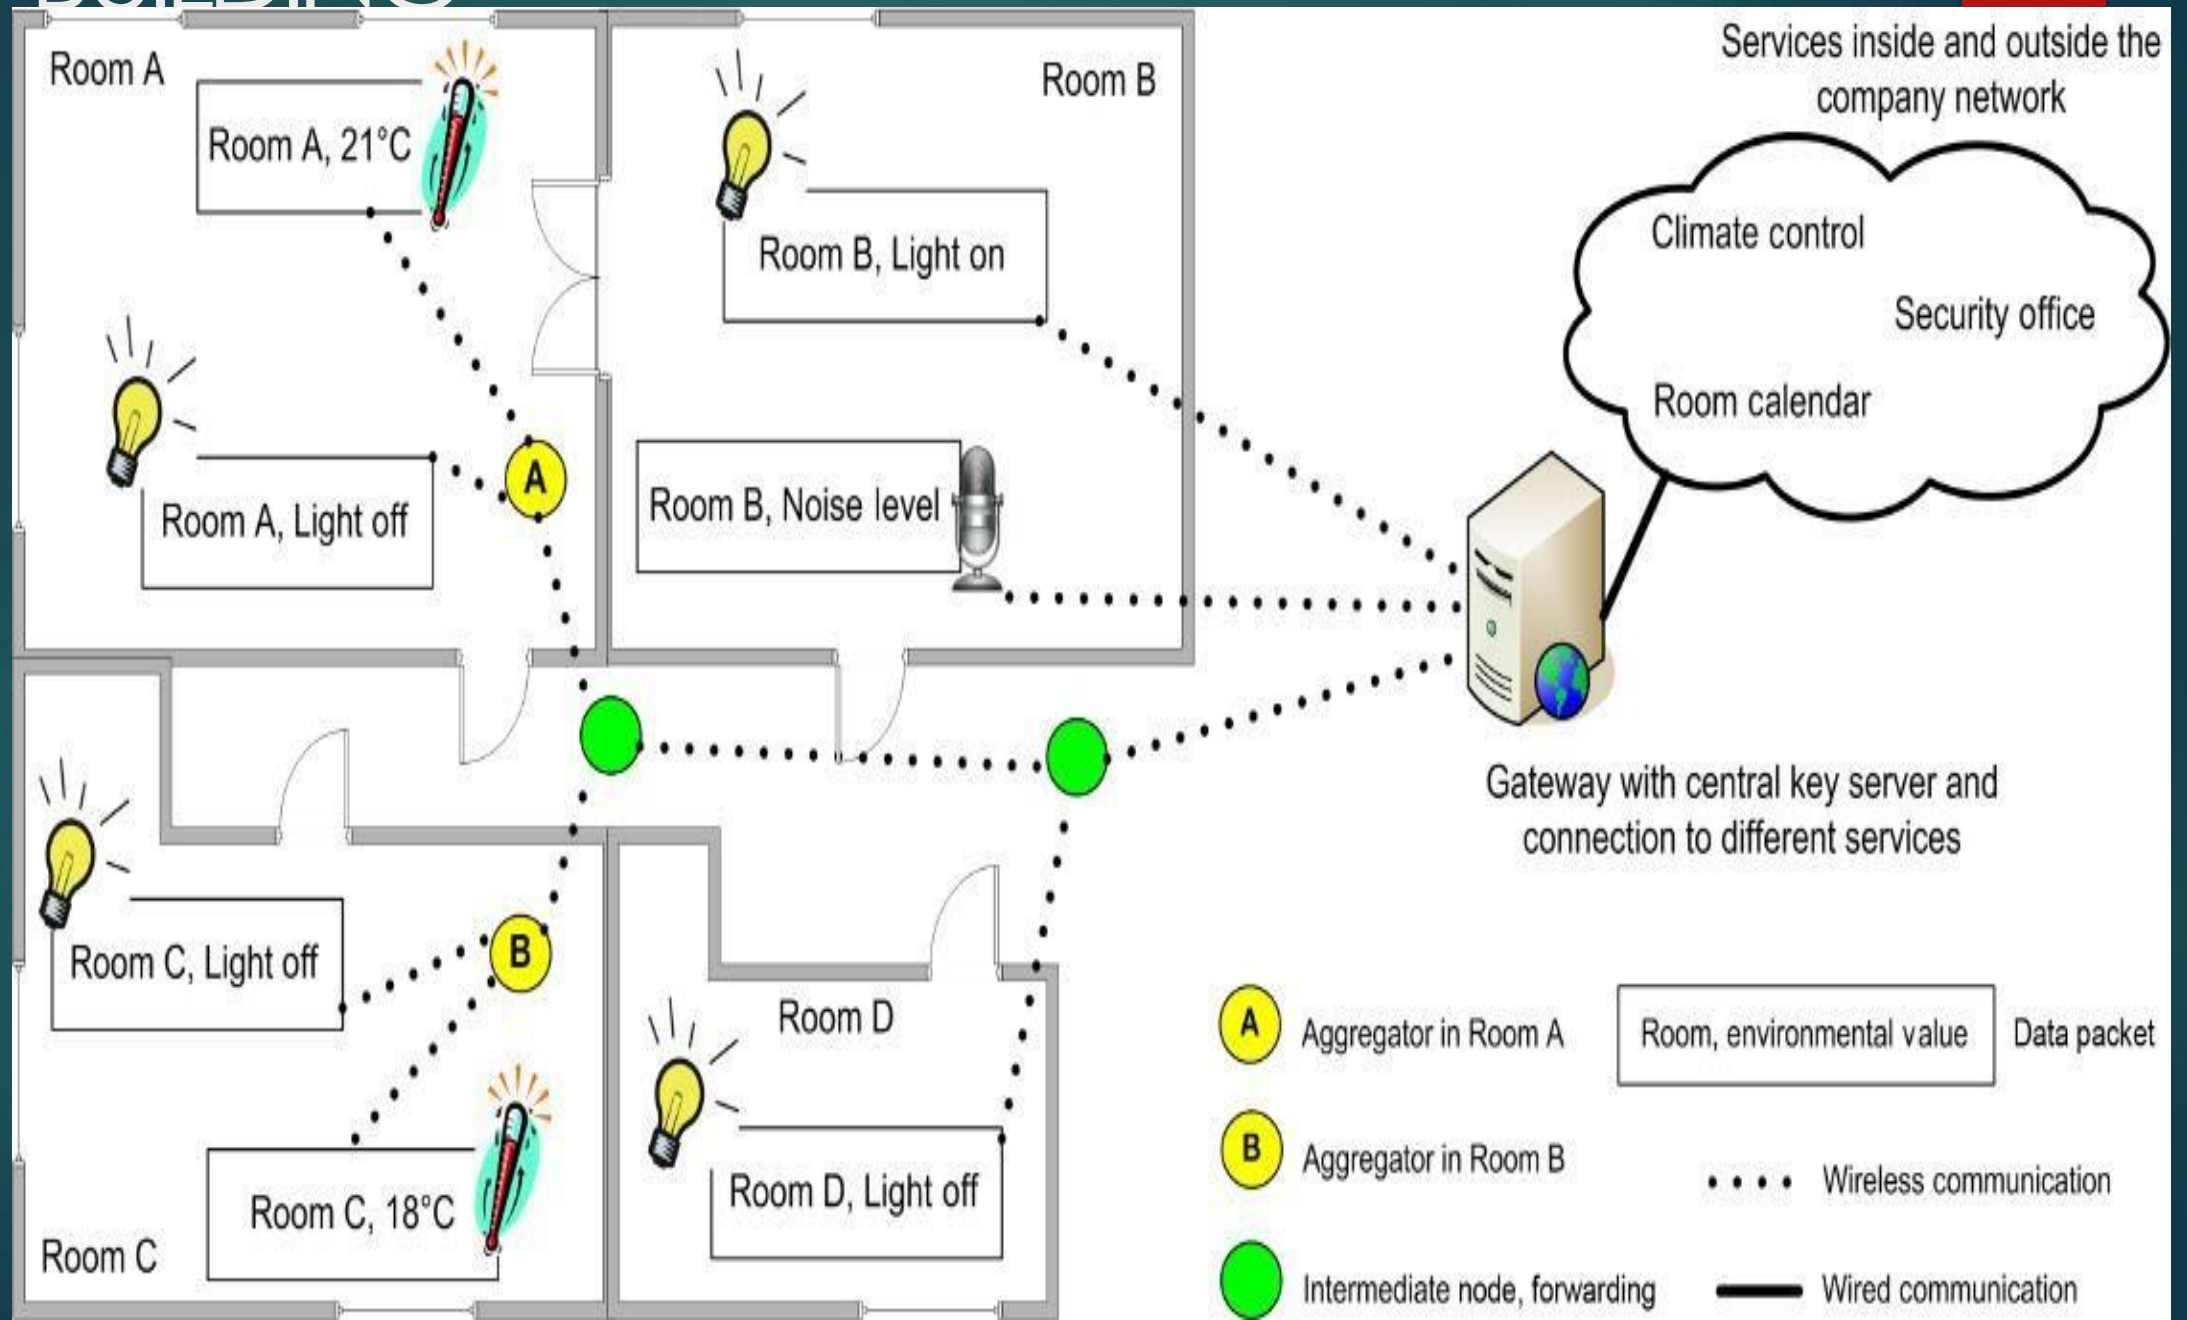 BUILDING
Room A
Room A, 21°C
Room A, Light off
A
Room B
Room B, Light on
Room B, Noise level
Services inside and outside the
company network
Climate control
Security office
Room calendar
Gateway with central key server and
connection to different services
Room C, Light off
B
Room C, 18°C
Room C
Room D
Room D, Light off
A
Aggregator in Room A
B
Aggregator in Room B
Intermediate node, forwarding
Room, environmental value
Data packet
Wireless communication
Wired communication